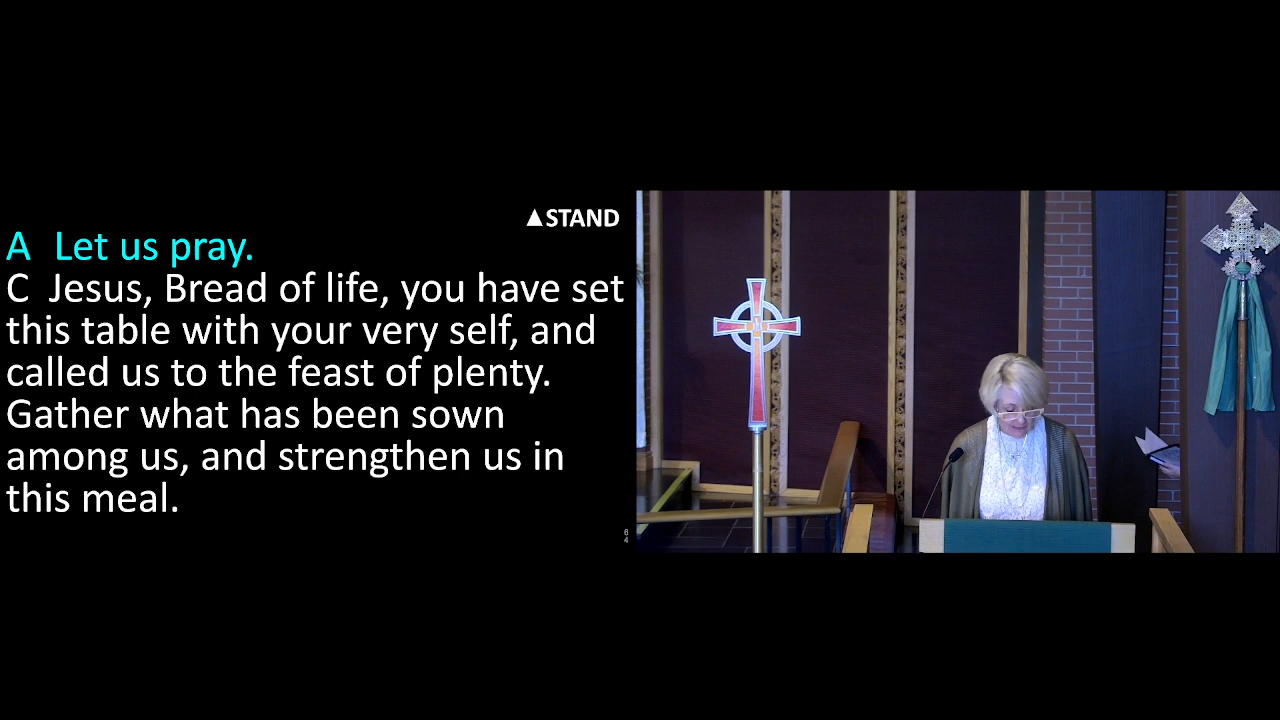 ▲STAND
A Let us pray.
C Jesus, Bread of life, you have set
this table with your very self, and
called us to the feast of plenty.
Gather what has been sown
among us, and strengthen us in
this meal.
6
4